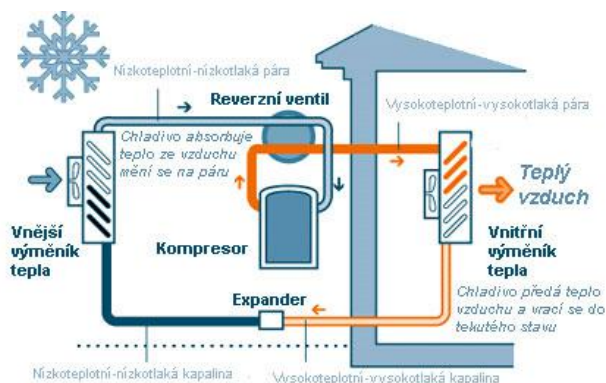 Nízkoteplotní-nízkotlaká pára
Reverzní ventil
Vysokoteplotní-vysokotlaká pára
Chladivo absorbuje
teplo ze vzduchu
mění se na páru
Teplý
vzduch
Vnější
výměník
tepla
Kompresor
Vnitřní
výměník
tepla
Expander
Chladivo předá teplo
vzduchu a vrací se do
tekutého stavu
Nízkoteplotní-nízkotlaká kapalina
Vysokoteplotní-vysokotlaká kapalina